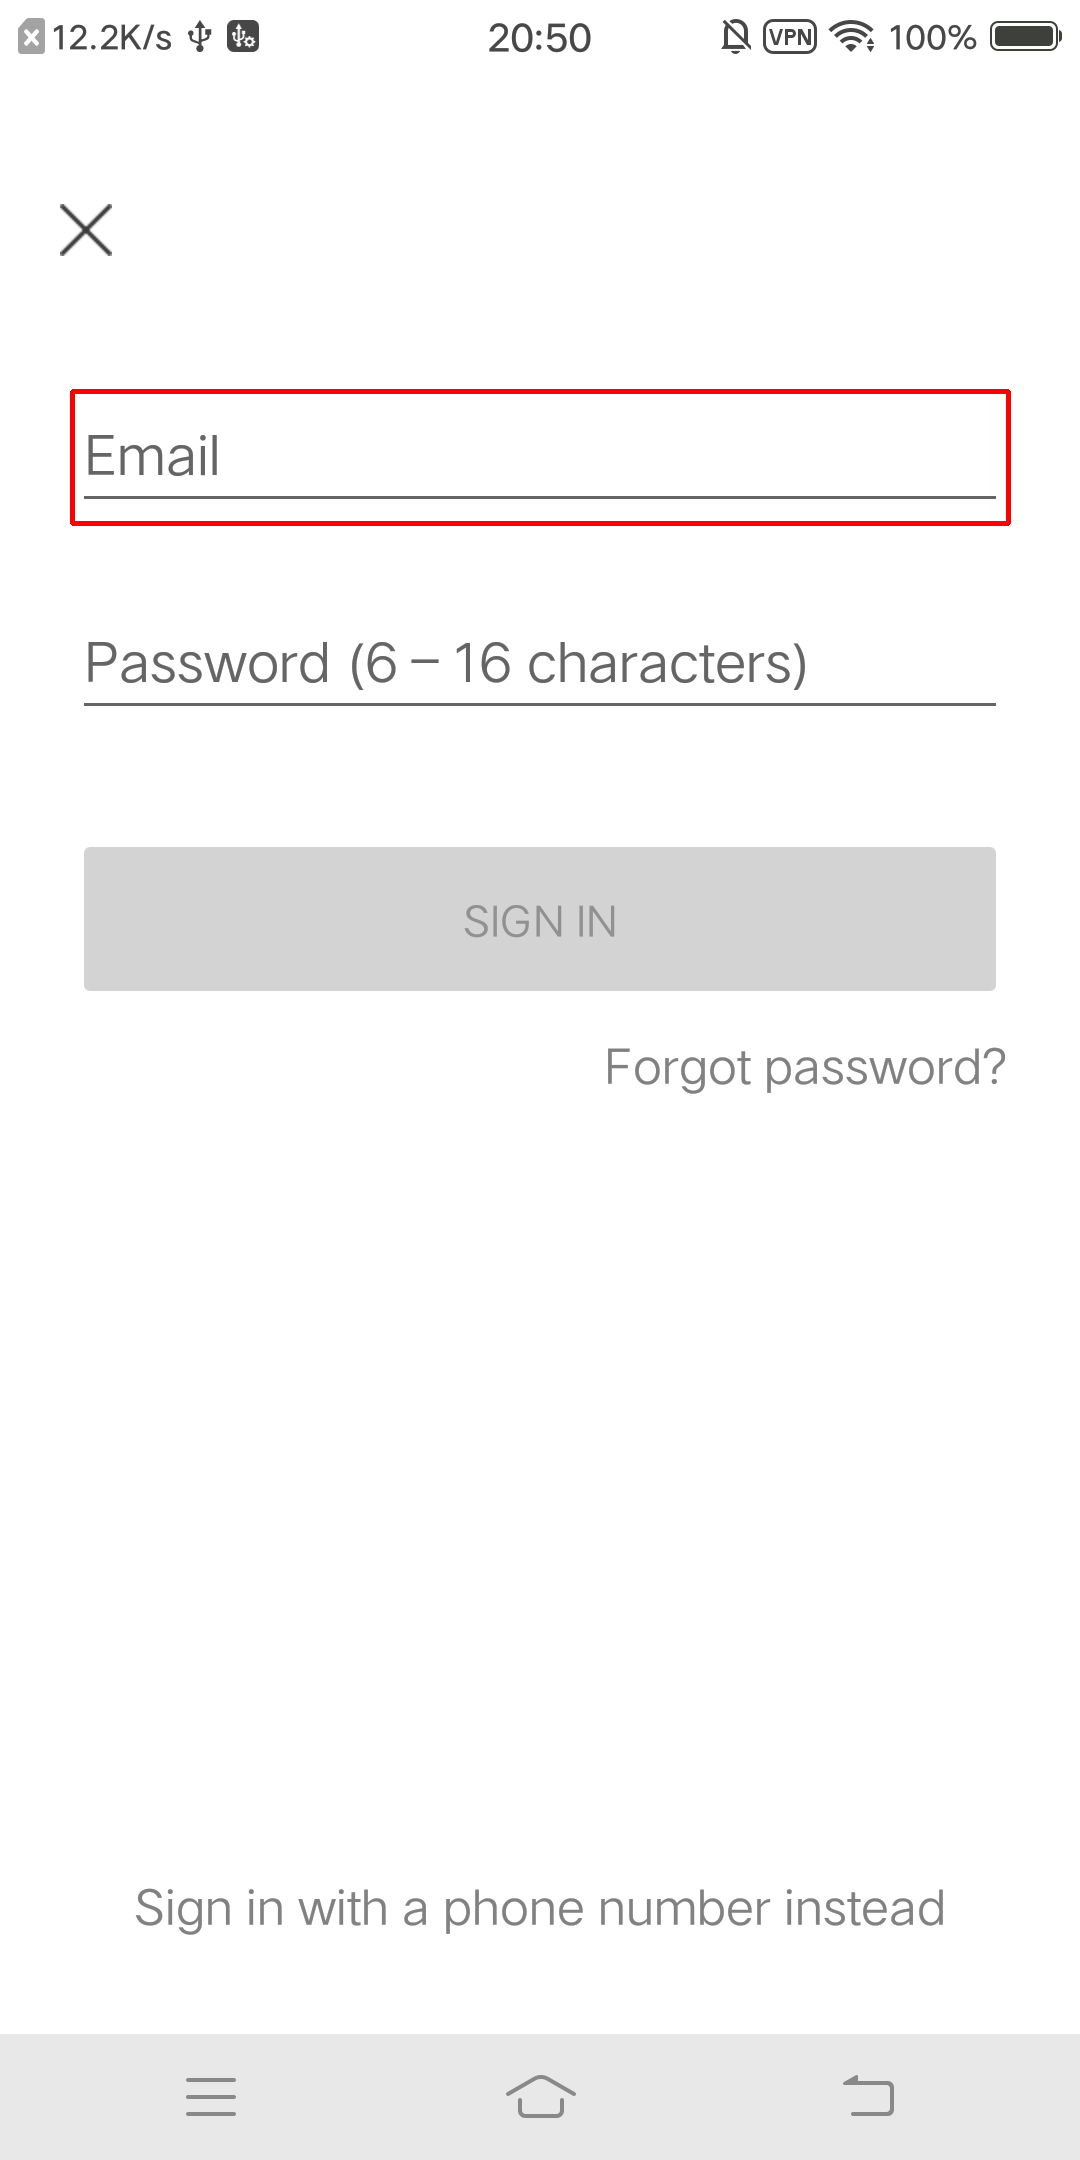 12.2K/s
20:50
VPN
100%
Email
Password (6 – 16 characters)
SIGN IN
Forgot password?
Sign in with a phone number instead